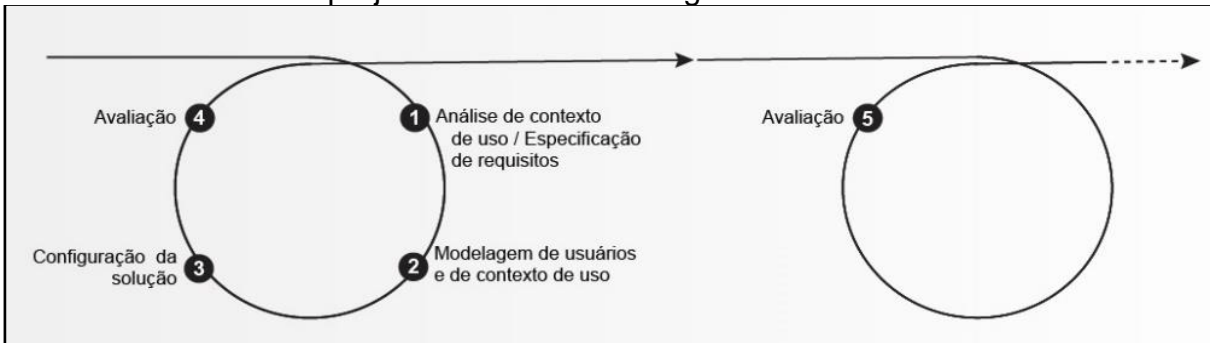 4
Avaliação
1
Análise de contexto
de uso / Especificação
de requisitos
Configuração da
solução
3
2
Modelagem de usuários
e de contexto de uso
Avaliação
5